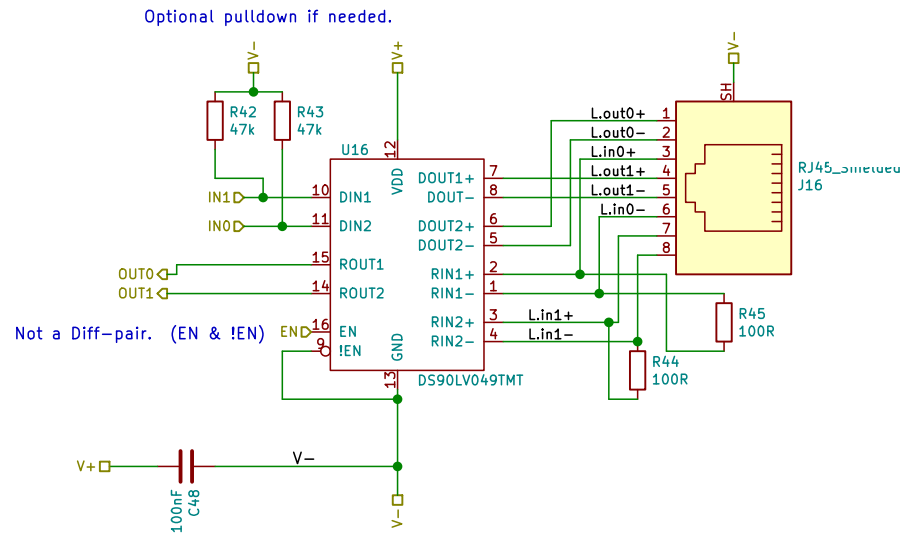 Optional pulldown if needed.
V-
V+
V-
R42
47k
R43
47k
SH
U16
12
VDD
L.out0+
1
L.out0-
2
L.in0+
3
L.out1+
4
L.out1-
5
L.in0-
6
7
8
J16
IN1
10
DIN1
DOUT1+
7
DOUT-
8
IN0
11
DIN2
DOUT2+
6
DOUT2-
5
OUT0
15
ROUT1
RIN1+
2
OUT1
14
ROUT2
RIN1-
1
Not a Diff-pair. (EN & !EN)
EN
16
EN
RIN2+
3
L.in1+
9
!EN
RIN2-
4
L.in1-
GND
13
DS90LV049TMT
R45
100R
R44
100R
V+
V-
100nF
C48
V-